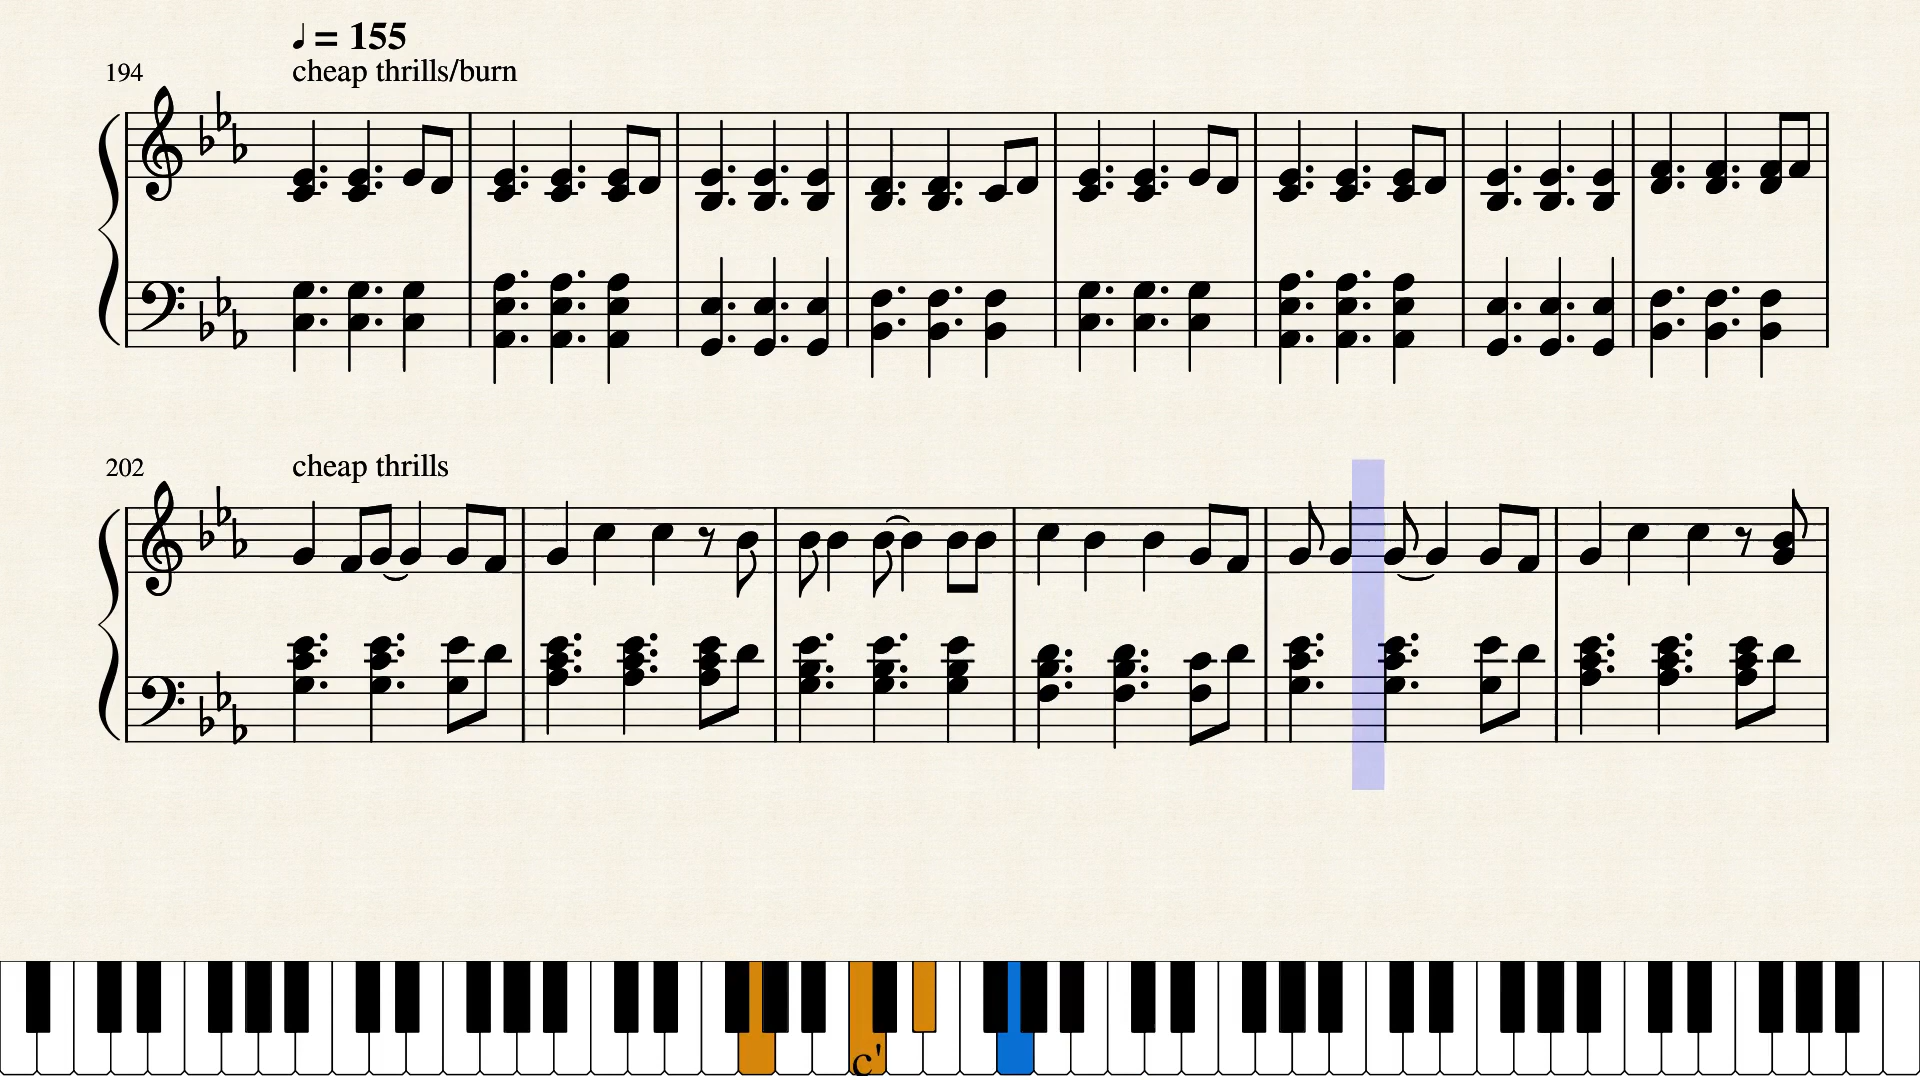 ♩ = 155
194
cheap thrills/burn
202
cheap thrills
c'